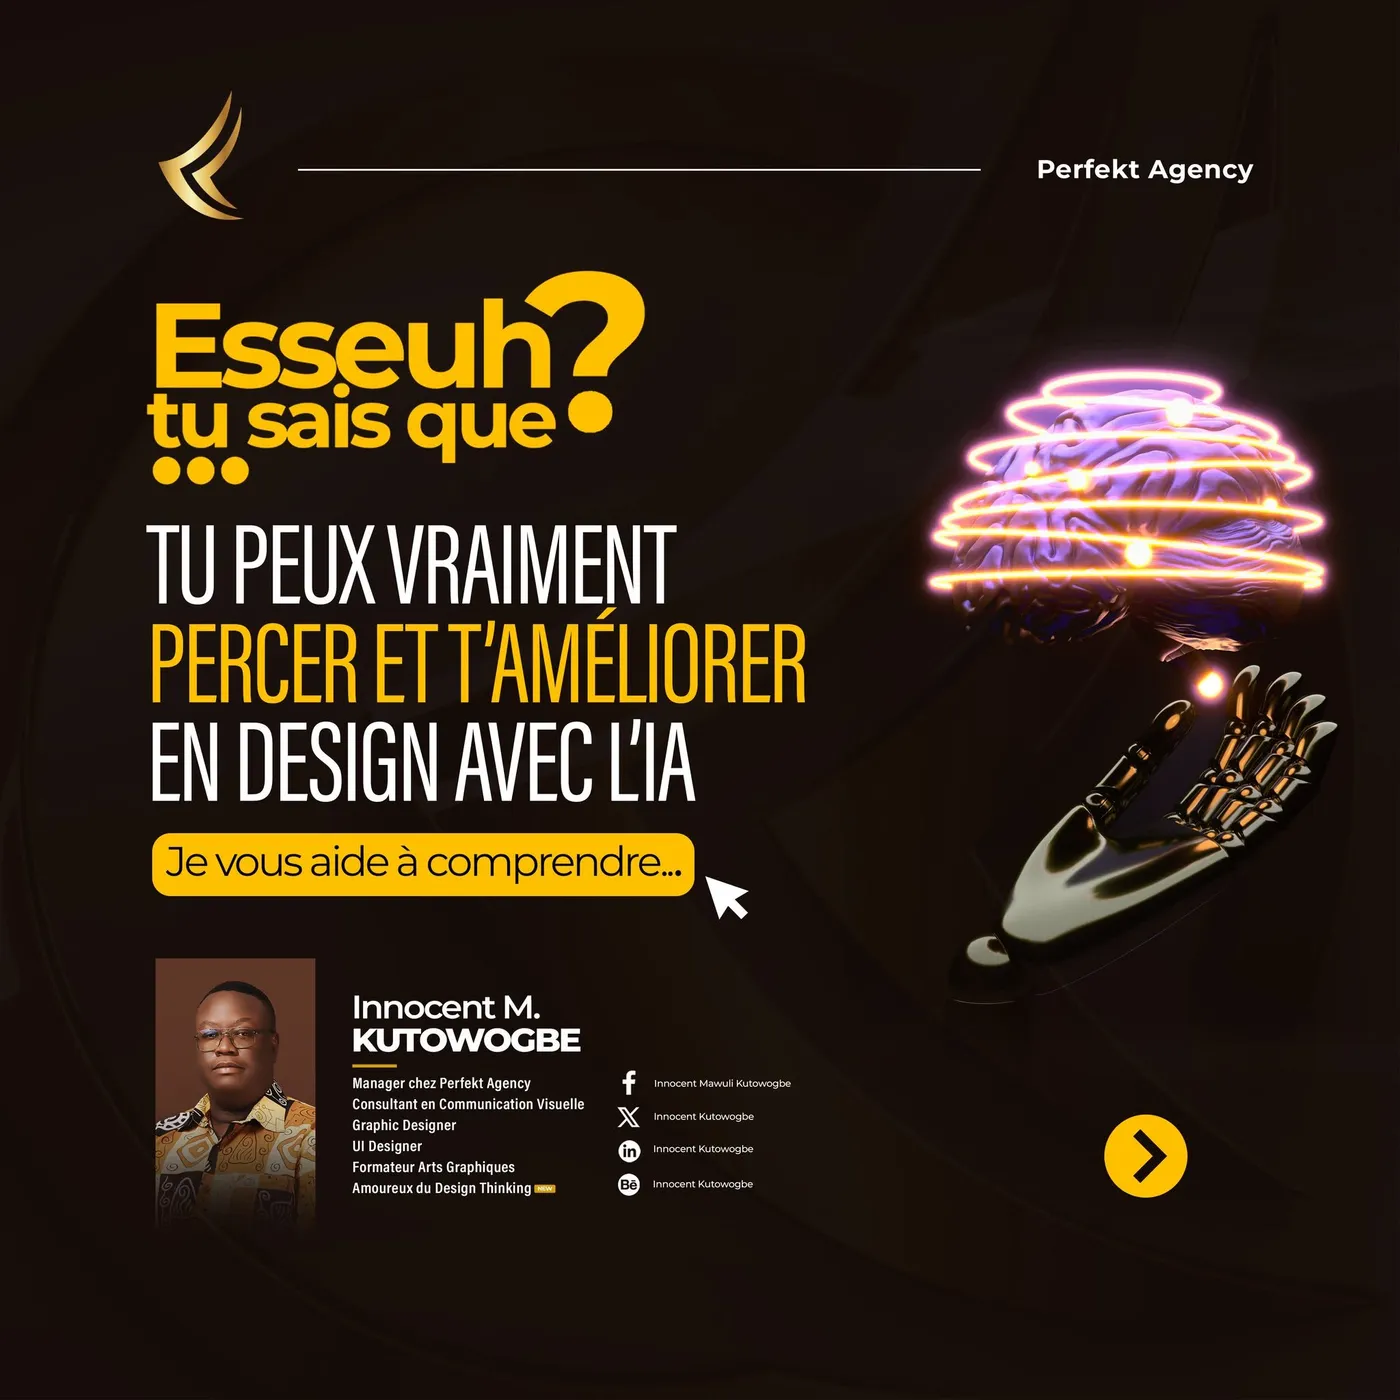 Perfekt Agency
Esseuh?
tu sais que
...
TU PEUX VRAIMENT
PERCER ET T'AMÉLIORER
EN DESIGN AVEC L'IA
Je vous aide à comprendre...
Innocent M.
KUTOWOGBE
Manager chez Perfekt Agency
Consultant en Communication Visuelle
Graphic Designer
UI Designer
Formateur Arts Graphiques
Amoureux du Design Thinking NEW
Innocent Mawuli Kutowogbe
Innocent Kutowogbe
Innocent Kutowogbe
Innocent Kutowogbe